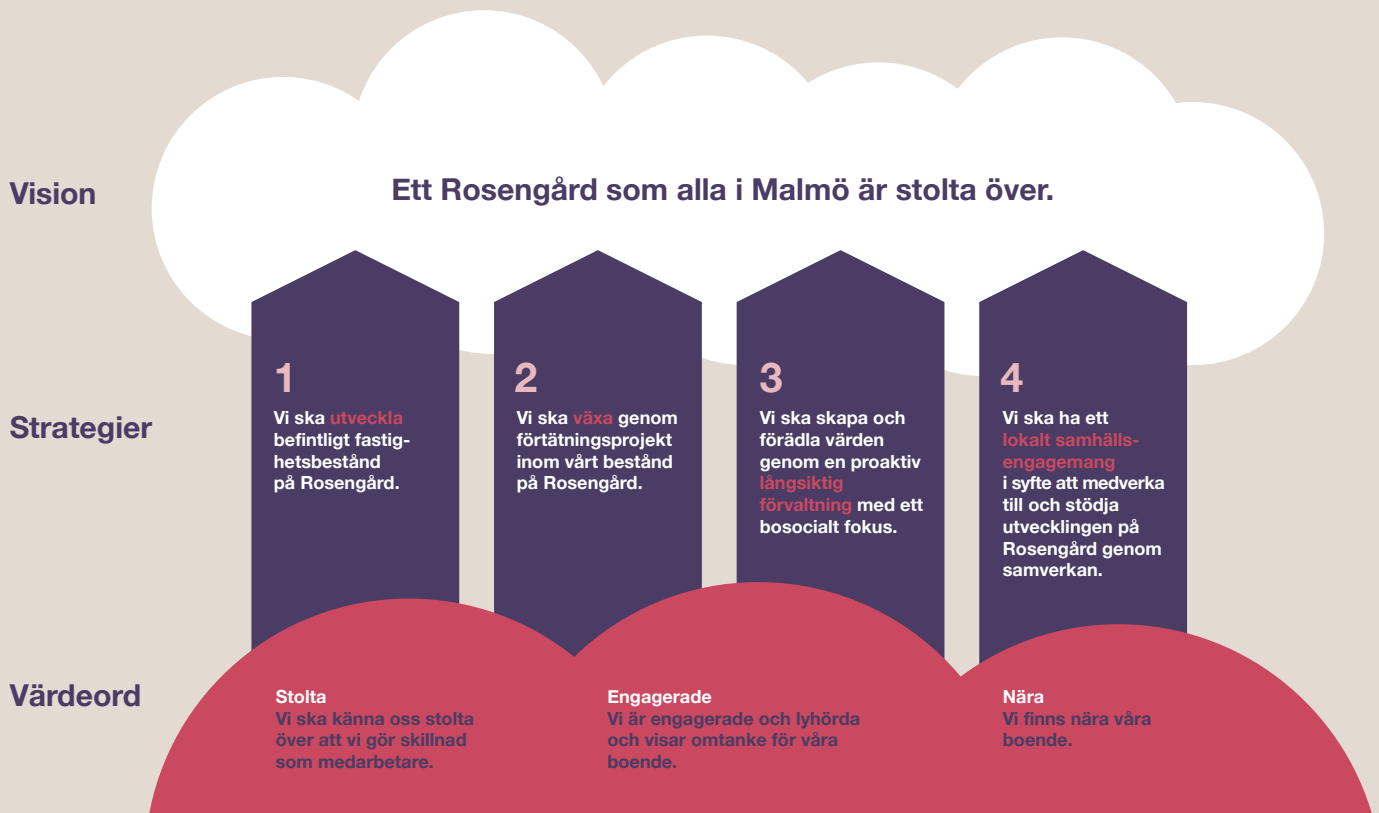 Vision
Ett Rosengård som alla i Malmö är stolta över.
Strategier
1
Vi ska utveckla
befintligt fastig-
hetsbestånd
på Rosengård.
2
Vi ska växa genom
förtätningsprojekt
inom vårt bestånd
på Rosengård.
3
Vi ska skapa och
förädla värden
genom en proaktiv
långsiktig
förvaltning med ett
bosocialt fokus.
4
Vi ska ha ett
lokalt samhälls-
engagemang
i syfte att medverka
till och stödja
utvecklingen på
Rosengård genom
samverkan.
Värdeord
Stolta
Vi ska känna oss stolta
över att vi gör skillnad
som medarbetare.
Engagerade
Vi är engagerade och lyhörda
och visar omtanke för våra
boende.
Nära
Vi finns nära våra
boende.